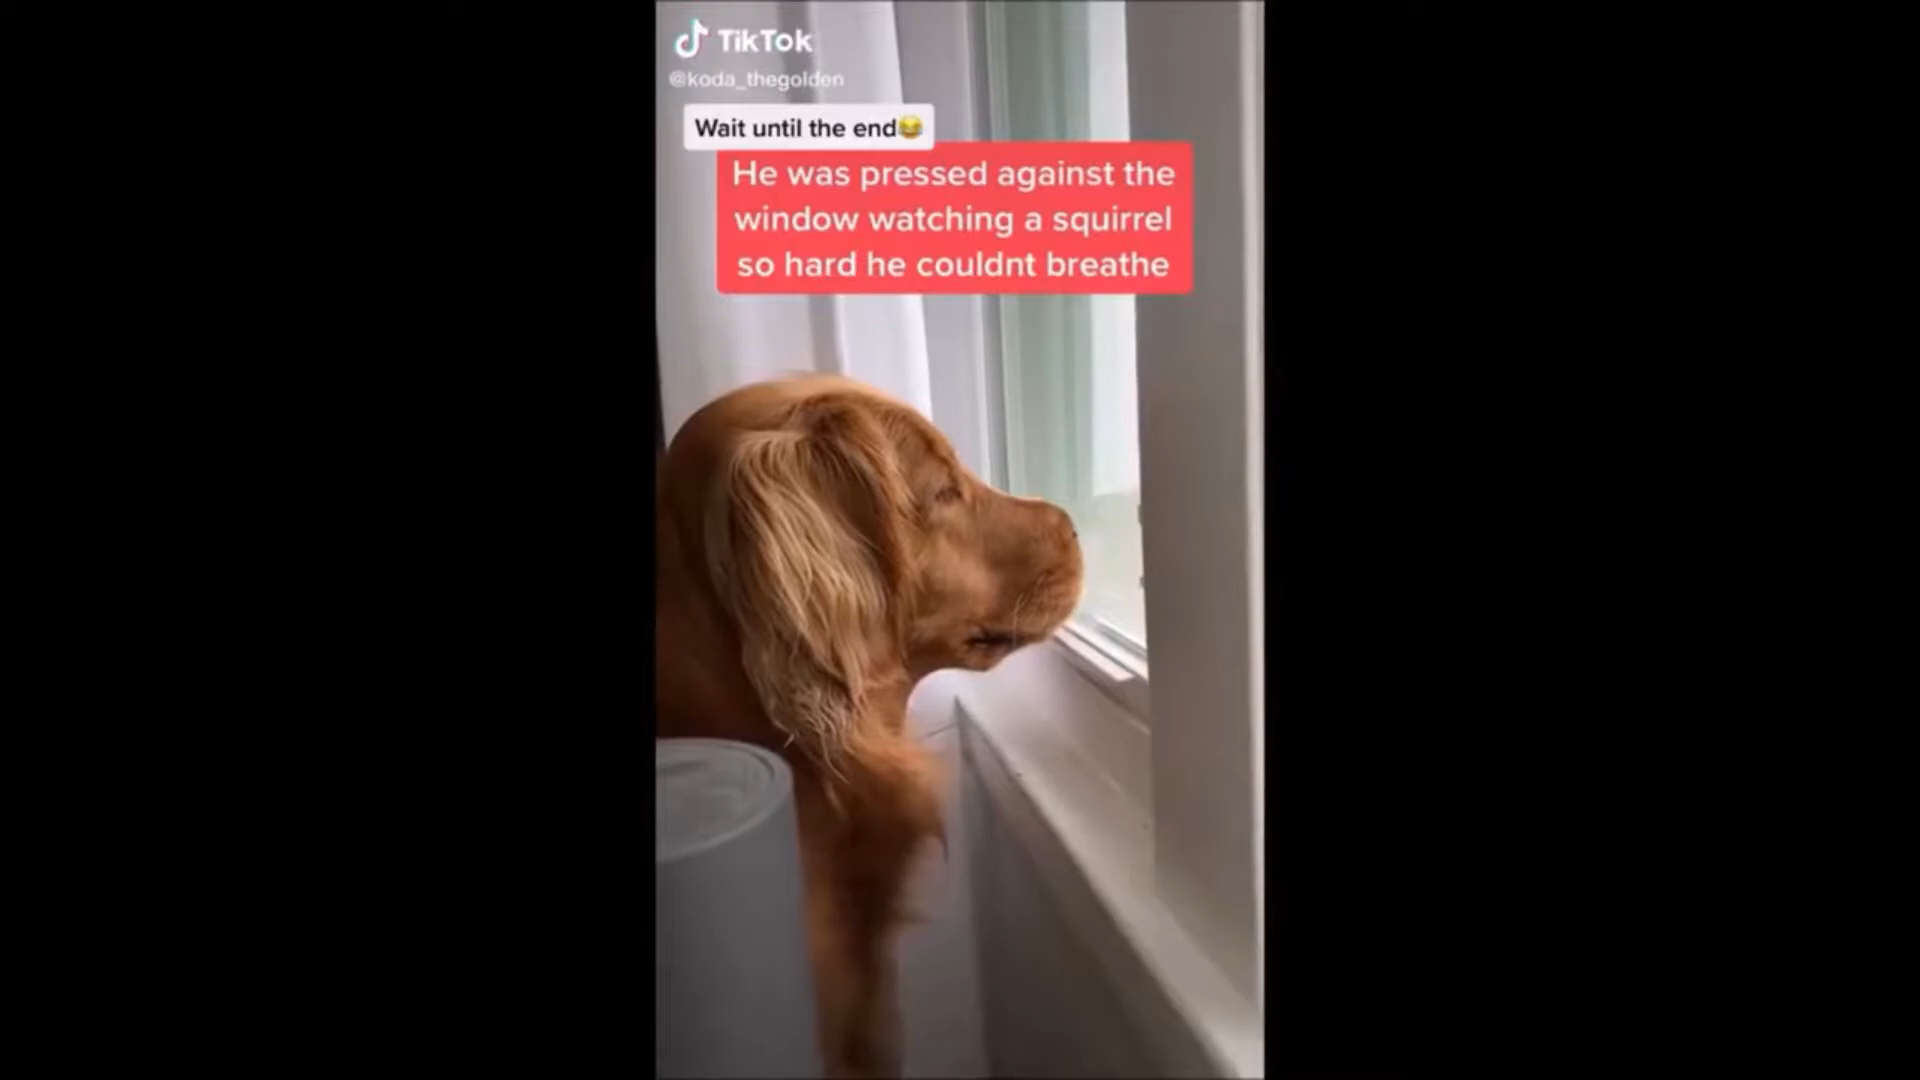 TikTok
@koda_thegolden
Wait until the end😂
He was pressed against the
window watching a squirrel
so hard he couldnt breathe